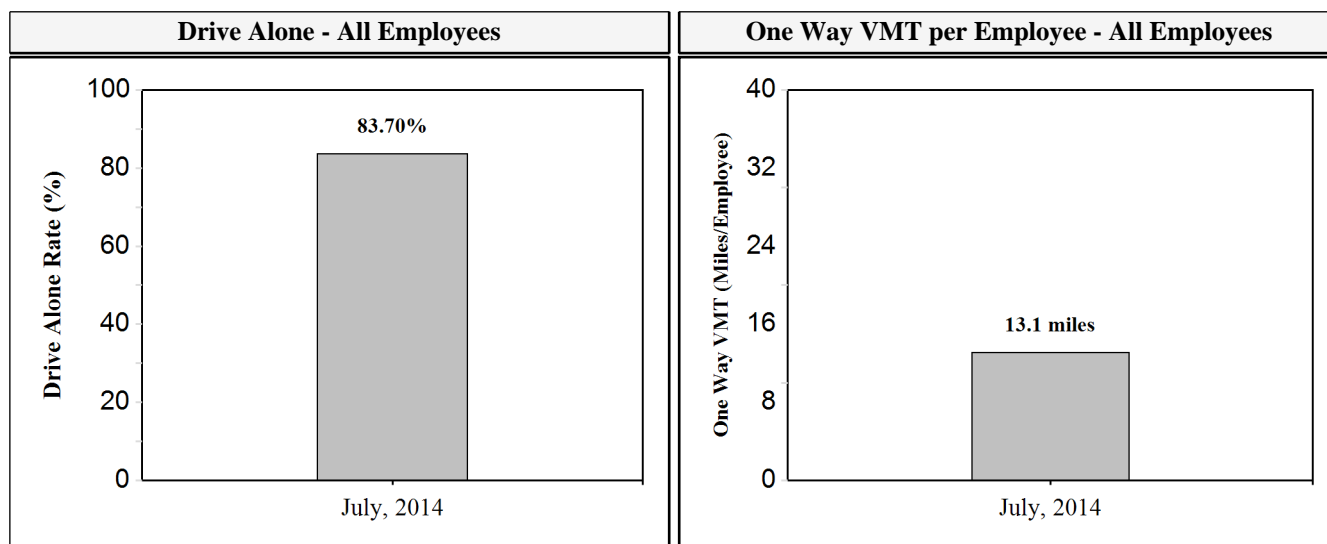 Drive Alone - All Employees
One Way VMT per Employee - All Employees
Drive Alone Rate (%)
100
80
60
40
20
0
83.70%
July, 2014
One Way VMT (Miles/Employee)
40
32
24
16
8
0
13.1 miles
July, 2014